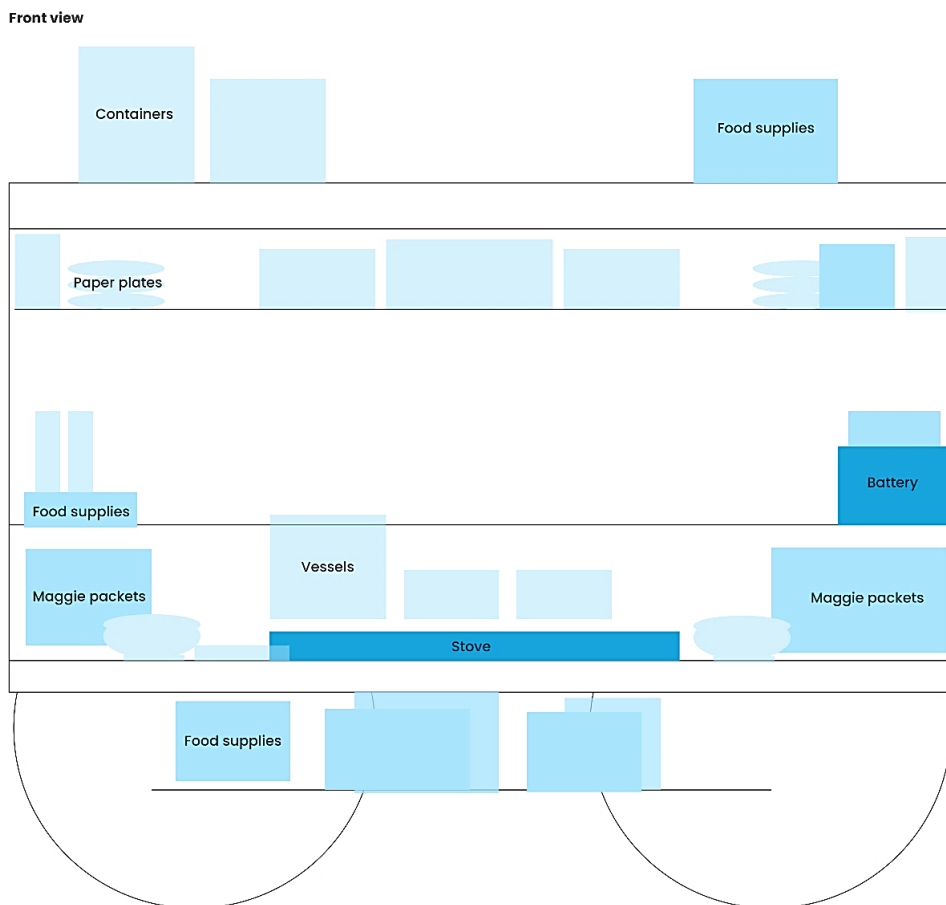 Front view
Containers
Food supplies
Paper plates
Battery
Food supplies
Vessels
Maggie packets
Maggie packets
Stove
Food supplies